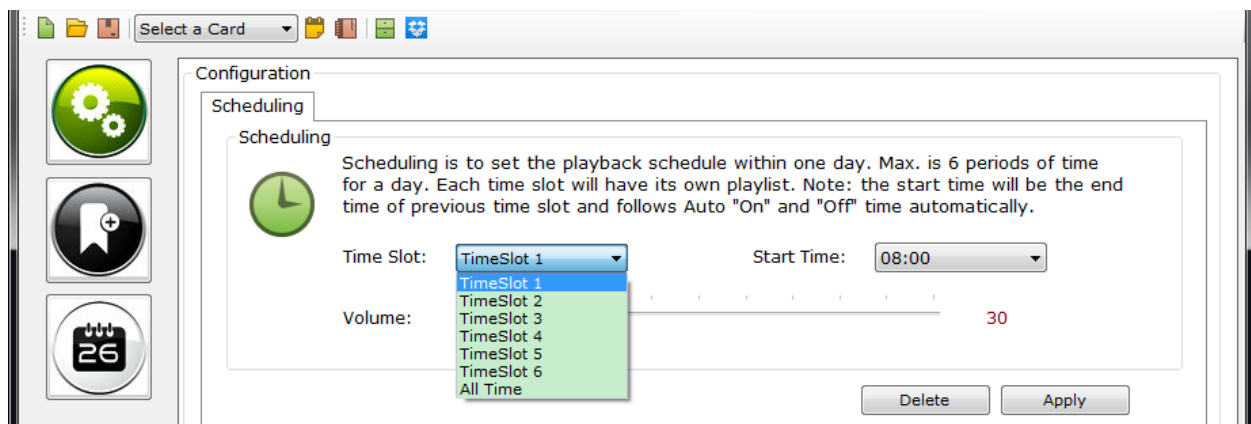 Select a Card
Configuration
Scheduling
Scheduling
Scheduling is to set the playback schedule within one day. Max. is 6 periods of time
for a day. Each time slot will have its own playlist. Note: the start time will be the end
time of previous time slot and follows Auto "On" and "Off" time automatically.
Time Slot: TimeSlot 1 Start Time: 08:00
TimeSlot 1
TimeSlot 2
TimeSlot 3
TimeSlot 4
TimeSlot 5
TimeSlot 6
All Time
Volume: 30
26
Delete Apply